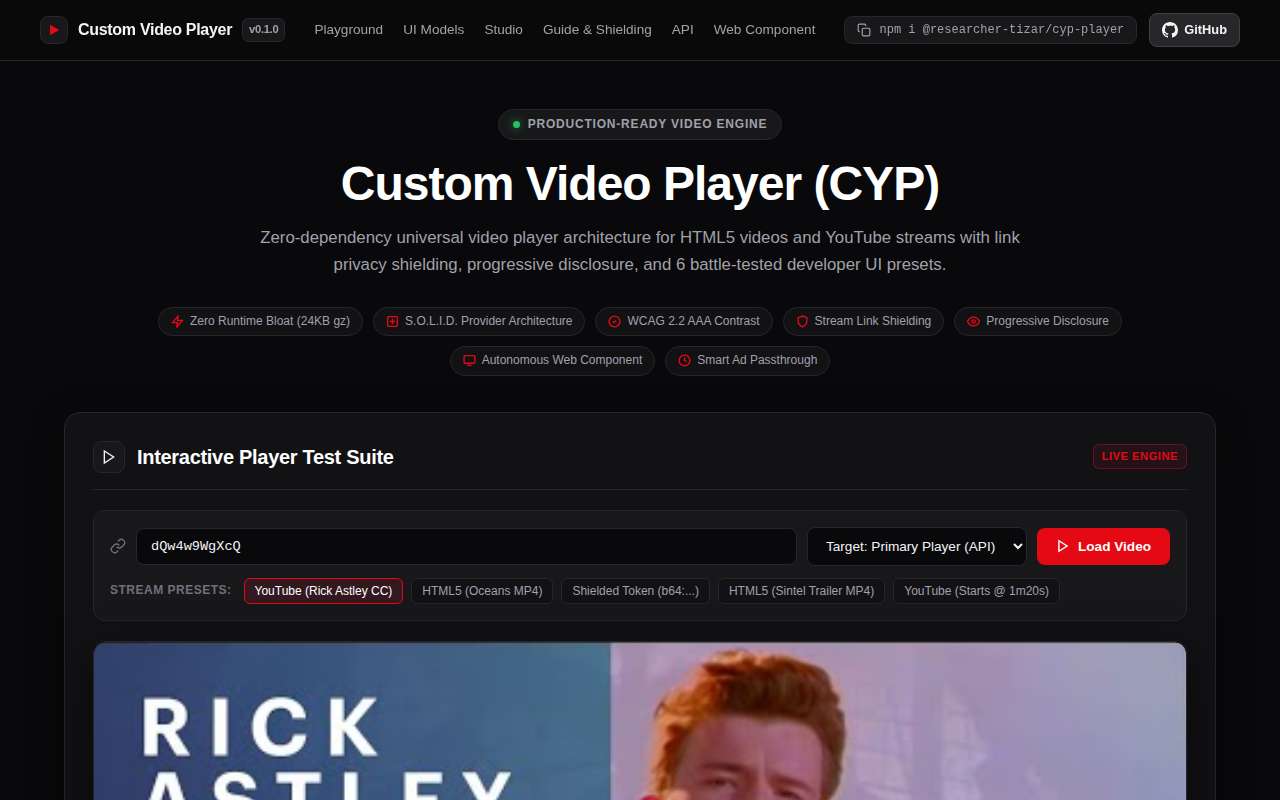 Custom Video Player v0.1.0 Playground UI Models Studio Guide & Shielding API Web Component npm i @researcher-tizar/cyp-player GitHub
PRODUCTION-READY VIDEO ENGINE
Custom Video Player (CYP)
Zero-dependency universal video player architecture for HTML5 videos and YouTube streams with link
privacy shielding, progressive disclosure, and 6 battle-tested developer UI presets.
Zero Runtime Bloat (24KB gz) S.O.L.I.D. Provider Architecture WCAG 2.2 AAA Contrast Stream Link Shielding Progressive Disclosure
Autonomous Web Component Smart Ad Passthrough
Interactive Player Test Suite LIVE ENGINE
dQw4w9WgXcQ Target: Primary Player (API) Load Video
STREAM PRESETS: YouTube (Rick Astley CC) HTML5 (Oceans MP4) Shielded Token (b64:...) HTML5 (Sintel Trailer MP4) YouTube (Starts @ 1m20s)
RICK
ASTLEY